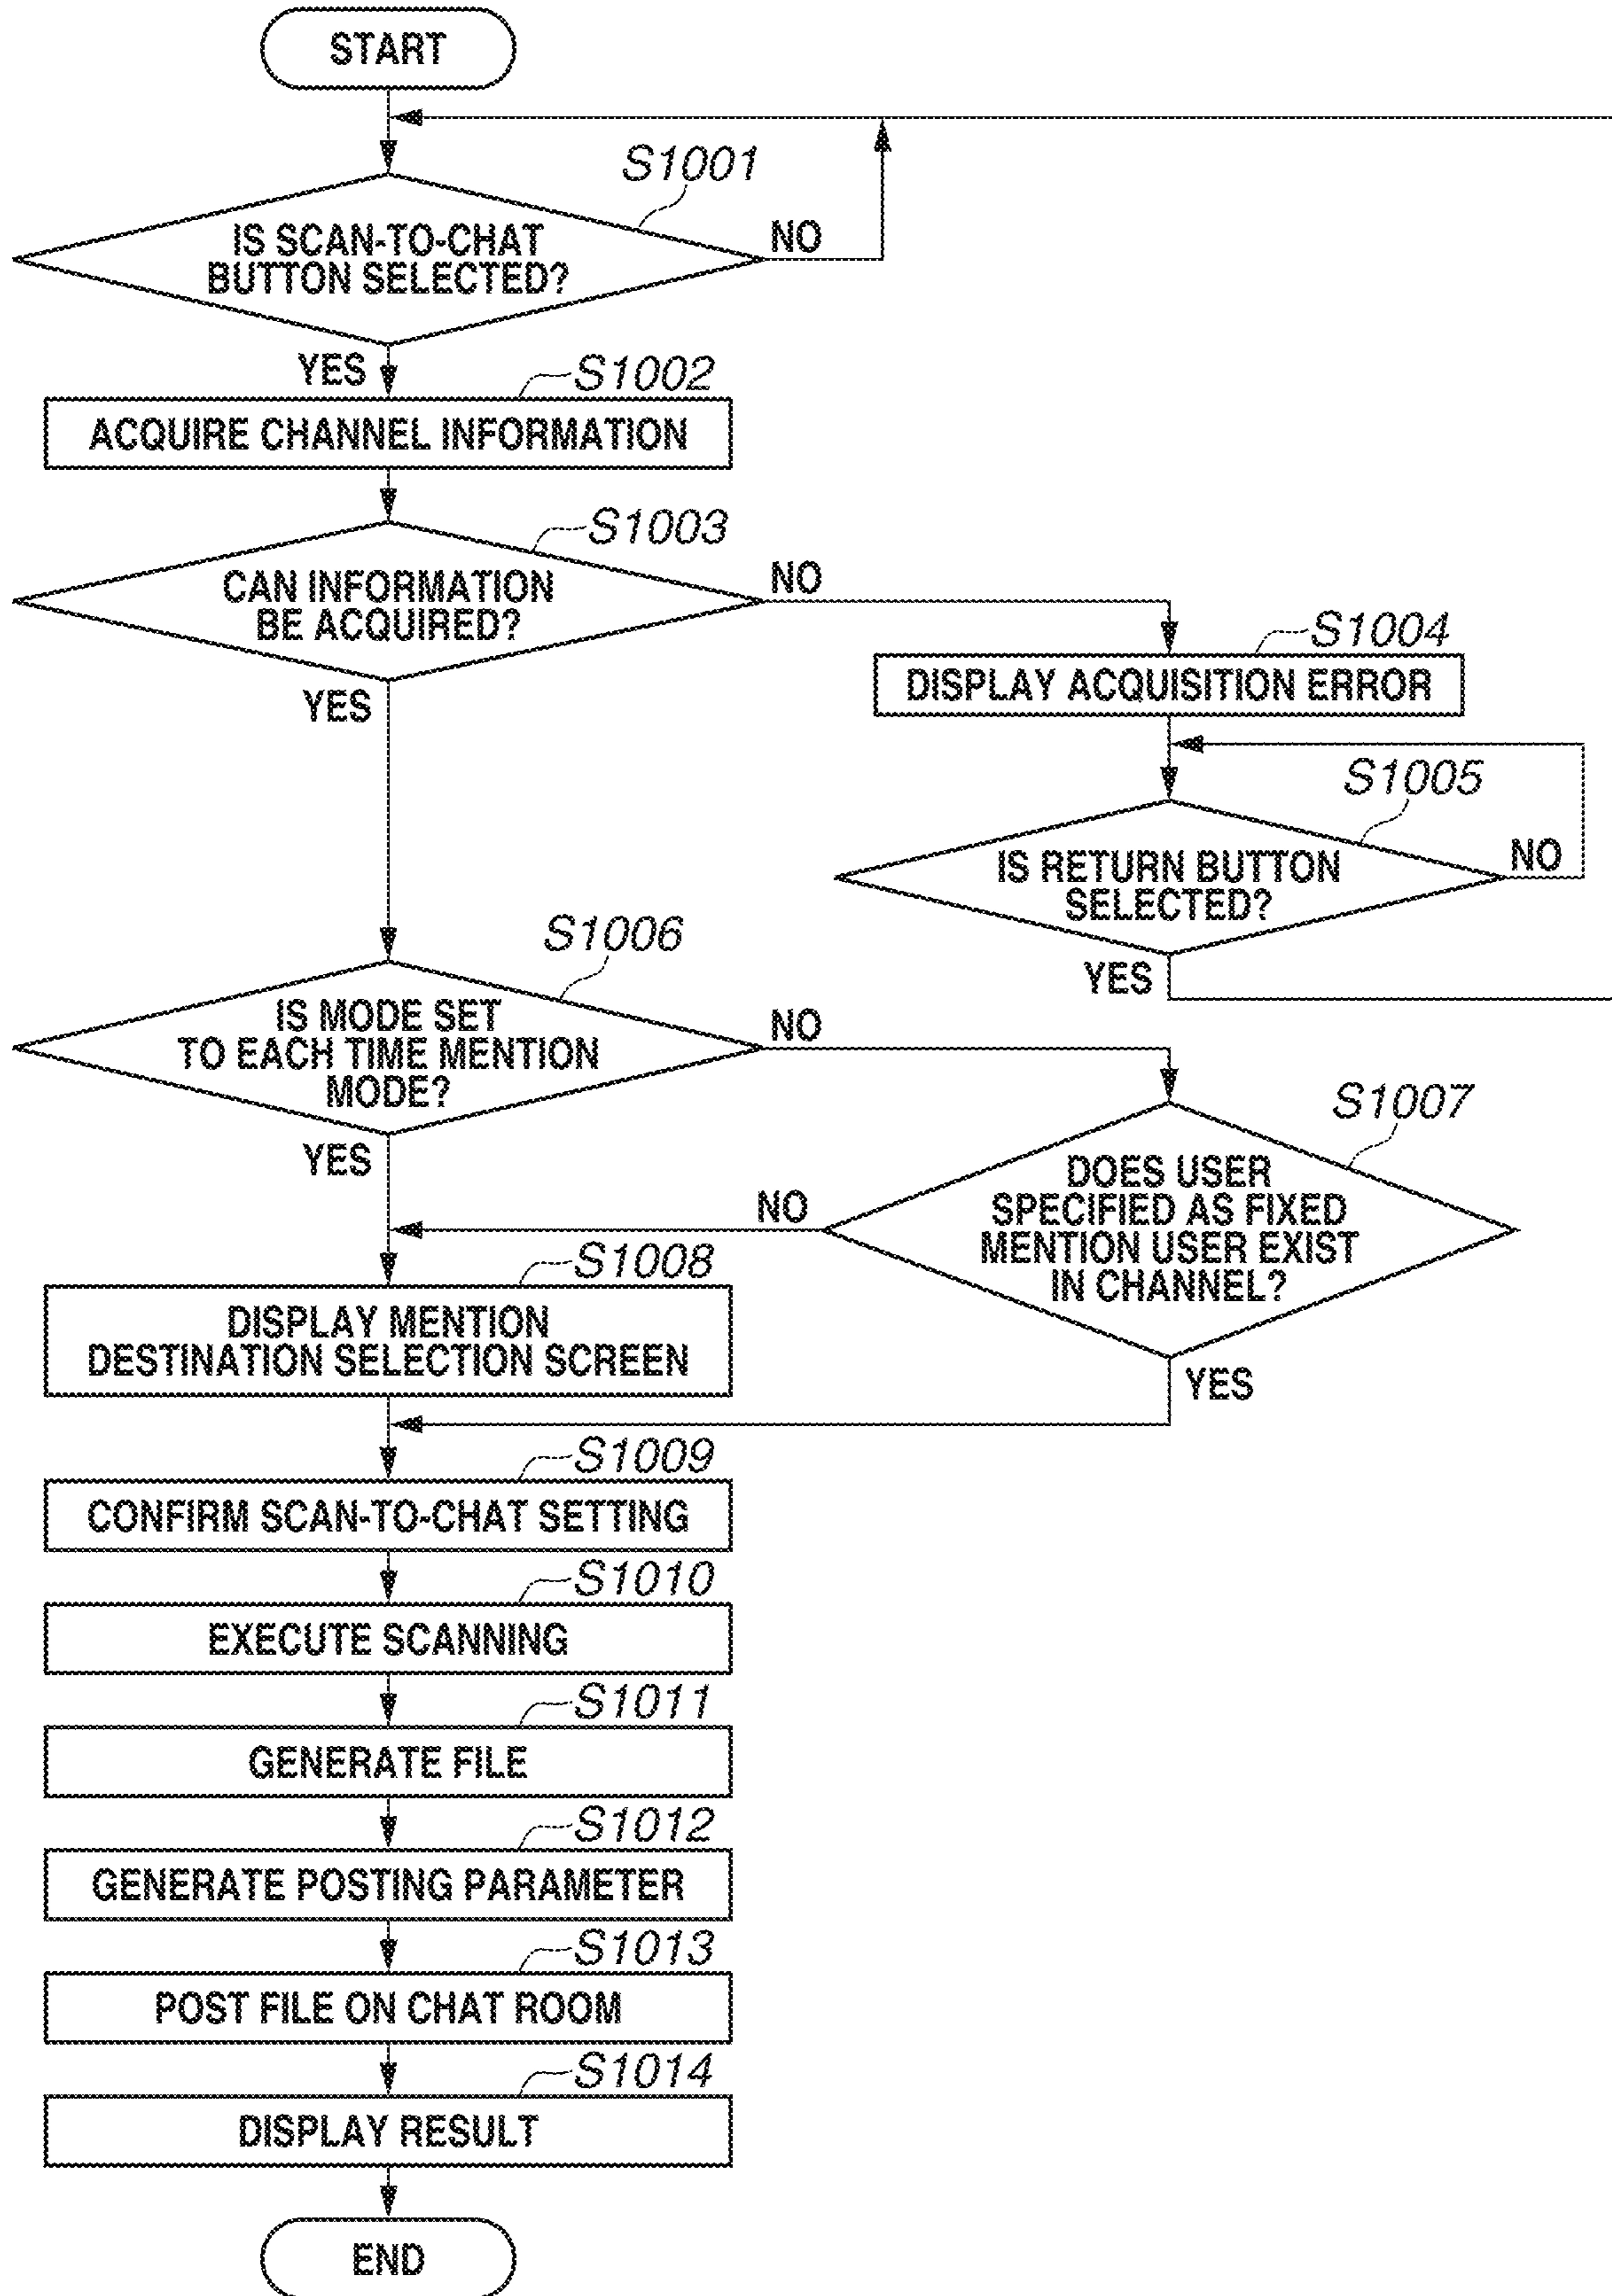 START
S1001
IS SCAN-TO-CHAT
BUTTON SELECTED?
NO
YES
S1002
ACQUIRE CHANNEL INFORMATION
S1003
CAN INFORMATION
BE ACQUIRED?
NO
YES
S1004
DISPLAY ACQUISITION ERROR
S1005
IS RETURN BUTTON
SELECTED?
NO
YES
S1006
IS MODE SET
TO EACH TIME MENTION
MODE?
NO
YES
S1007
DOES USER
SPECIFIED AS FIXED
MENTION USER EXIST
IN CHANNEL?
NO
YES
S1008
DISPLAY MENTION
DESTINATION SELECTION SCREEN
S1009
CONFIRM SCAN-TO-CHAT SETTING
S1010
EXECUTE SCANNING
S1011
GENERATE FILE
S1012
GENERATE POSTING PARAMETER
S1013
POST FILE ON CHAT ROOM
S1014
DISPLAY RESULT
END